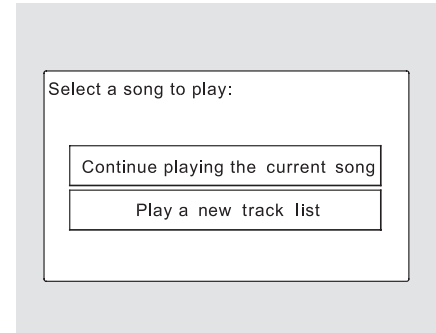 Select a song to play:
Continue playing the current song
Play a new track list